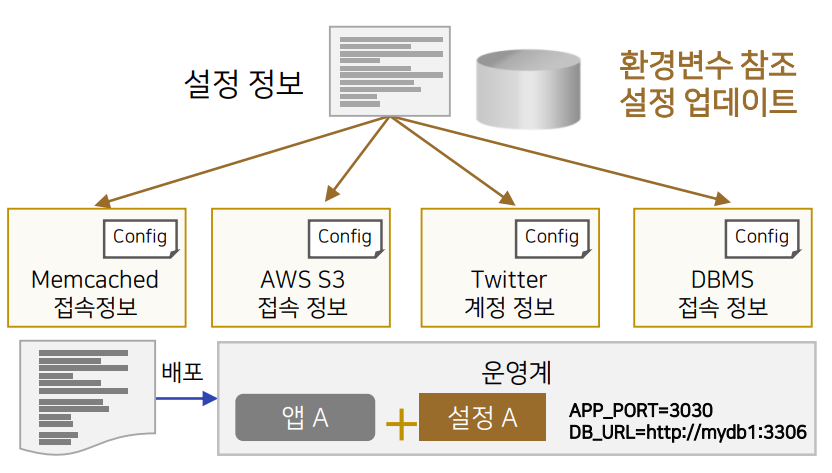 설정 정보
환경변수 참조
설정 업데이트
Config
Memcached
접속정보
Config
AWS S3
접속 정보
Config
Twitter
계정 정보
Config
DBMS
접속 정보
배포
운영계
앱 A
설정 A
APP_PORT=3030
DB_URL=http://mydb1:3306